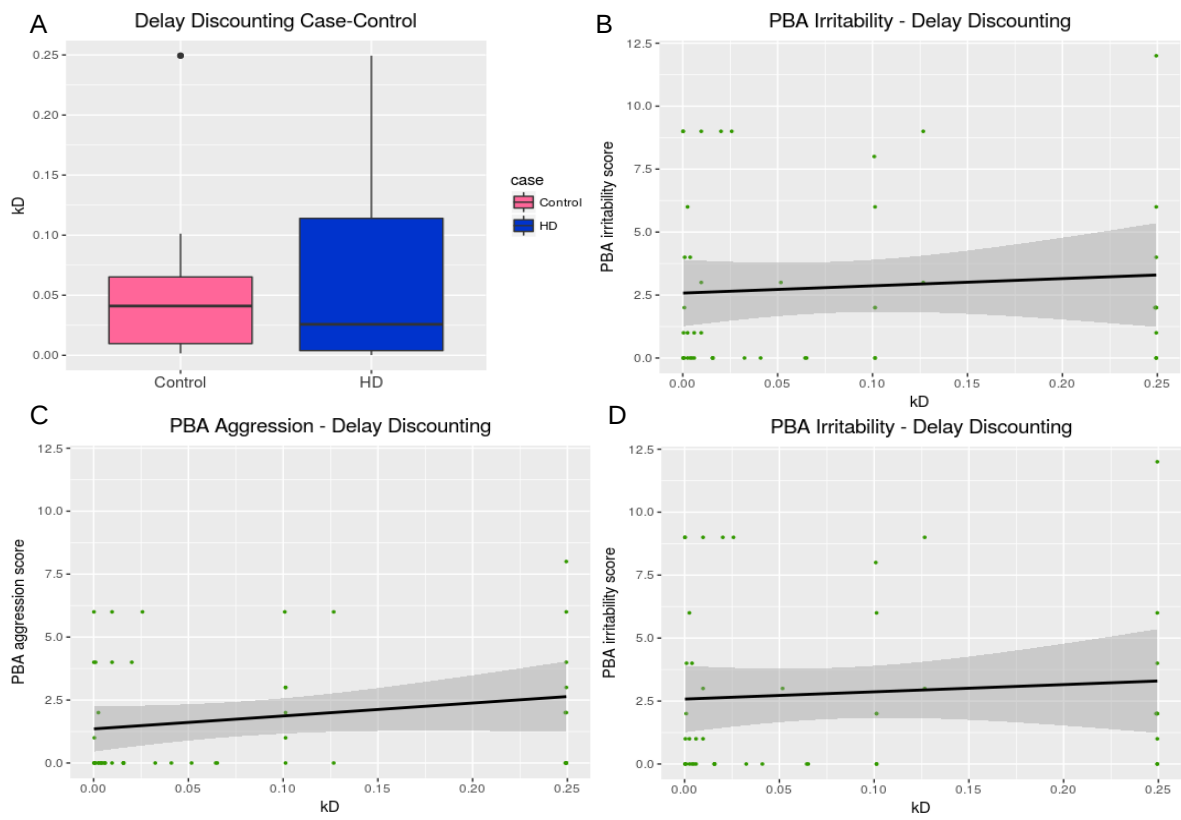 A
Delay Discounting Case-Control
0.25
0.20
0.15
0.10
0.05
0.00
kD
Control
HD
case
Control
HD
B
PBA Irritability - Delay Discounting
12.5
10.0
7.5
5.0
2.5
0.0
PBA irritability score
0.00 0.05 0.10 0.15 0.20 0.25
kD
C
PBA Aggression - Delay Discounting
12.5
10.0
7.5
5.0
2.5
0.0
PBA aggression score
0.00 0.05 0.10 0.15 0.20 0.25
kD
D
PBA Irritability - Delay Discounting
12.5
10.0
7.5
5.0
2.5
0.0
PBA irritability score
0.00 0.05 0.10 0.15 0.20 0.25
kD